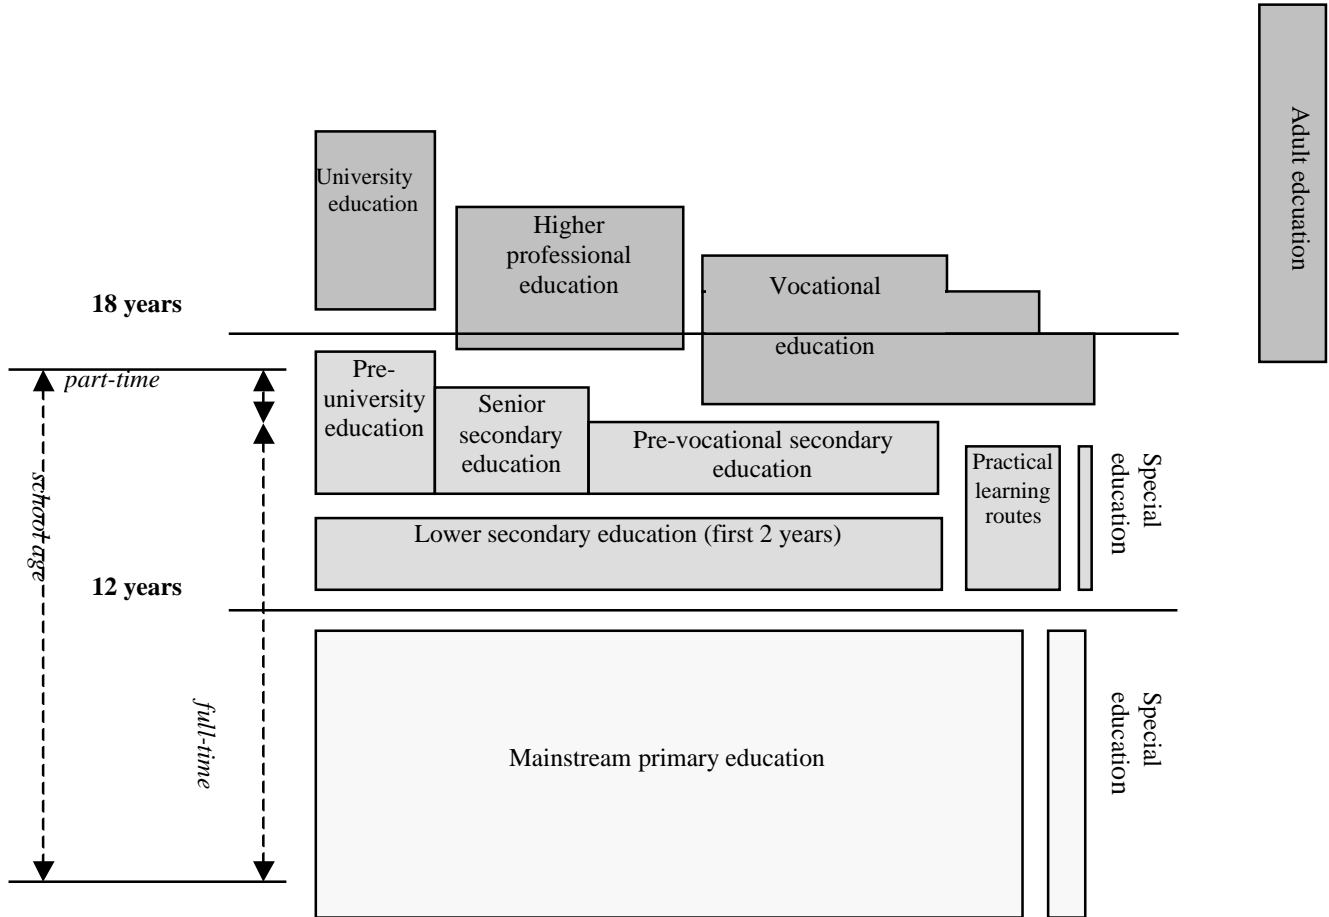 Adult edcuation
University
education
Higher
professional
education
Vocational
education
18 years
part-time
Pre-
university
education
Senior
secondary
education
Pre-vocational secondary
education
Practical
learning
routes
Special
education
school age
Lower secondary education (first 2 years)
12 years
full-time
Mainstream primary education
Special
education